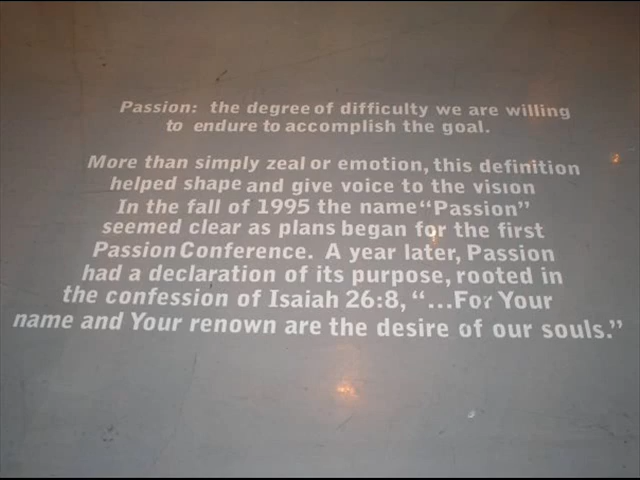 Passion: the degree of difficulty we are willing
to endure to accomplish the goal.
More than simply zeal or emotion, this definition
helped shape and give voice to the vision
In the fall of 1995 the name "Passion"
seemed clear as plans began for the first
Passion Conference. A year later, Passion
had a declaration of its purpose, rooted in
the confession of Isaiah 26:8, "...For Your
name and Your renown are the desire of our souls."